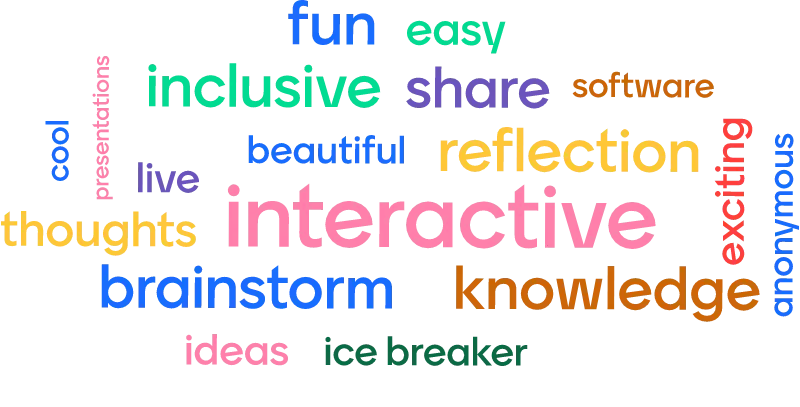 fun
easy
inclusive
share
software
presentations
cool
beautiful
reflection
live
exciting
anonymous
thoughts
interactive
brainstorm
knowledge
ideas
ice breaker